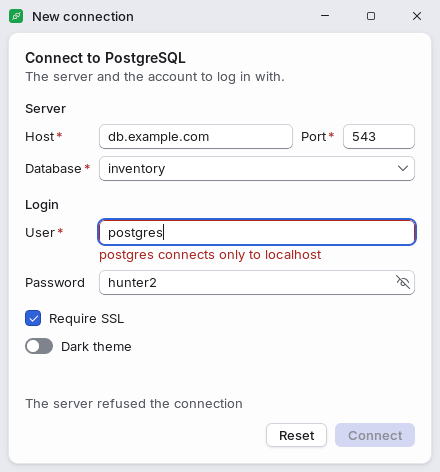 New connection
Connect to PostgreSQL
The server and the account to log in with.
Server
Host* db.example.com Port* 543
Database* inventory
Login
User* postgres
postgres connects only to localhost
Password hunter2
Require SSL
Dark theme
The server refused the connection
Reset Connect